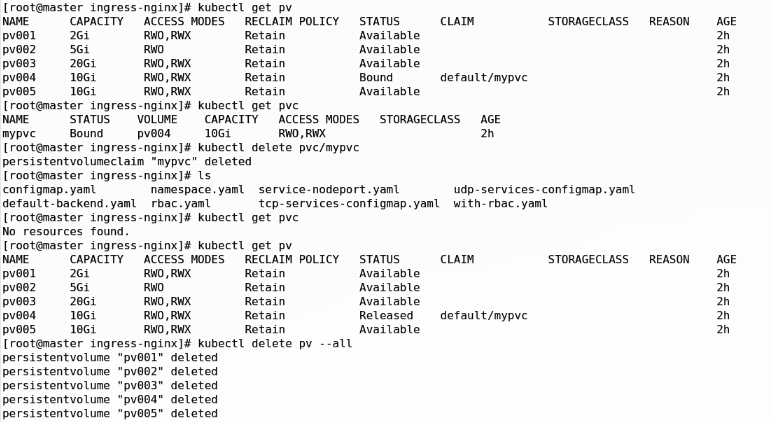 [root@master ingress-nginx]# kubectl get pv
NAME      CAPACITY   ACCESS MODES   RECLAIM POLICY   STATUS      CLAIM           STORAGECLASS   REASON    AGE
pv001     2Gi        RWO,RWX        Retain           Available                                            2h
pv002     5Gi        RWO            Retain           Available                                            2h
pv003     20Gi       RWO,RWX        Retain           Available                                            2h
pv004     10Gi       RWO,RWX        Retain           Bound       default/mypvc                            2h
pv005     10Gi       RWO,RWX        Retain           Available                                            2h
[root@master ingress-nginx]# kubectl get pvc
NAME      STATUS    VOLUME    CAPACITY   ACCESS MODES   STORAGECLASS   AGE
mypvc     Bound     pv004     10Gi       RWO,RWX                       2h
[root@master ingress-nginx]# kubectl delete pvc/mypvc
persistentvolumeclaim "mypvc" deleted
[root@master ingress-nginx]# ls
configmap.yaml        namespace.yaml  service-nodeport.yaml        udp-services-configmap.yaml
default-backend.yaml  rbac.yaml       tcp-services-configmap.yaml  with-rbac.yaml
[root@master ingress-nginx]# kubectl get pvc
No resources found.
[root@master ingress-nginx]# kubectl get pv
NAME      CAPACITY   ACCESS MODES   RECLAIM POLICY   STATUS      CLAIM           STORAGECLASS   REASON    AGE
pv001     2Gi        RWO,RWX        Retain           Available                                            2h
pv002     5Gi        RWO            Retain           Available                                            2h
pv003     20Gi       RWO,RWX        Retain           Available                                            2h
pv004     10Gi       RWO,RWX        Retain           Released    default/mypvc                            2h
pv005     10Gi       RWO,RWX        Retain           Available                                            2h
[root@master ingress-nginx]# kubectl delete pv --all
persistentvolume "pv001" deleted
persistentvolume "pv002" deleted
persistentvolume "pv003" deleted
persistentvolume "pv004" deleted
persistentvolume "pv005" deleted